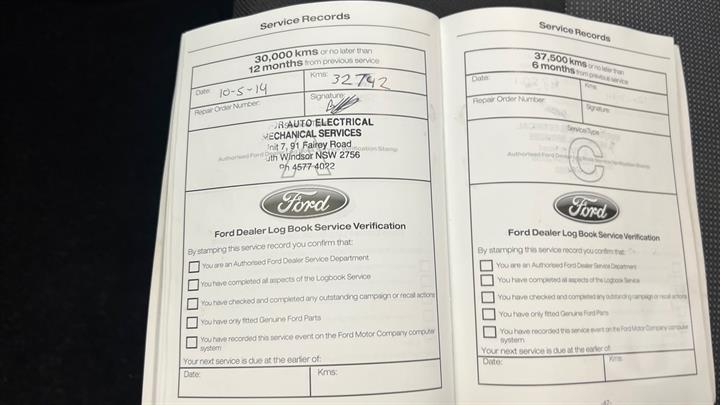 Service Records
30,000 kms or no later than
12 months from previous service
Date: 10-5-14
Kms: 32742
Repair Order Number:
Signature:
AUTO ELECTRICAL
MECHANICAL SERVICES
Unit 7, 91 Fairey Road
uth Windsor NSW 2756
Ph 4577 4022
Authorised Ford
Verification Stamp
Ford
Ford Dealer Log Book Service Verification
By stamping this service record you confirm that:
You are an Authorised Ford Dealer Service Department
You have completed all aspects of the Logbook Service
You have checked and completed any outstanding campaign or recall actions
You have only fitted Genuine Ford Parts
You have recorded this service event on the Ford Motor Company computer
system
Your next service is due at the earlier of:
Date:
Kms:
Service Records
37,500 kms or no later than
6 months from previous service
Date:
Kms:
Repair Order Number:
Signature:
Service Type
C
Authorised Ford Dealer Log Book Service Verification Stamp
Ford
Ford Dealer Log Book Service Verification
By stamping this service record you confirm that:
You are an Authorised Ford Dealer Service Department
You have completed all aspects of the Logbook Service
You have checked and completed any outstanding campaign or recall actions
You have only fitted Genuine Ford Parts
You have recorded this service event on the Ford Motor Company computer
system
Your next service is due at the earlier of:
Date:
Kms:
-47-